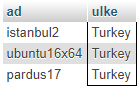 ad ulke
istanbul2 Turkey
ubuntu16x64 Turkey
pardus17 Turkey